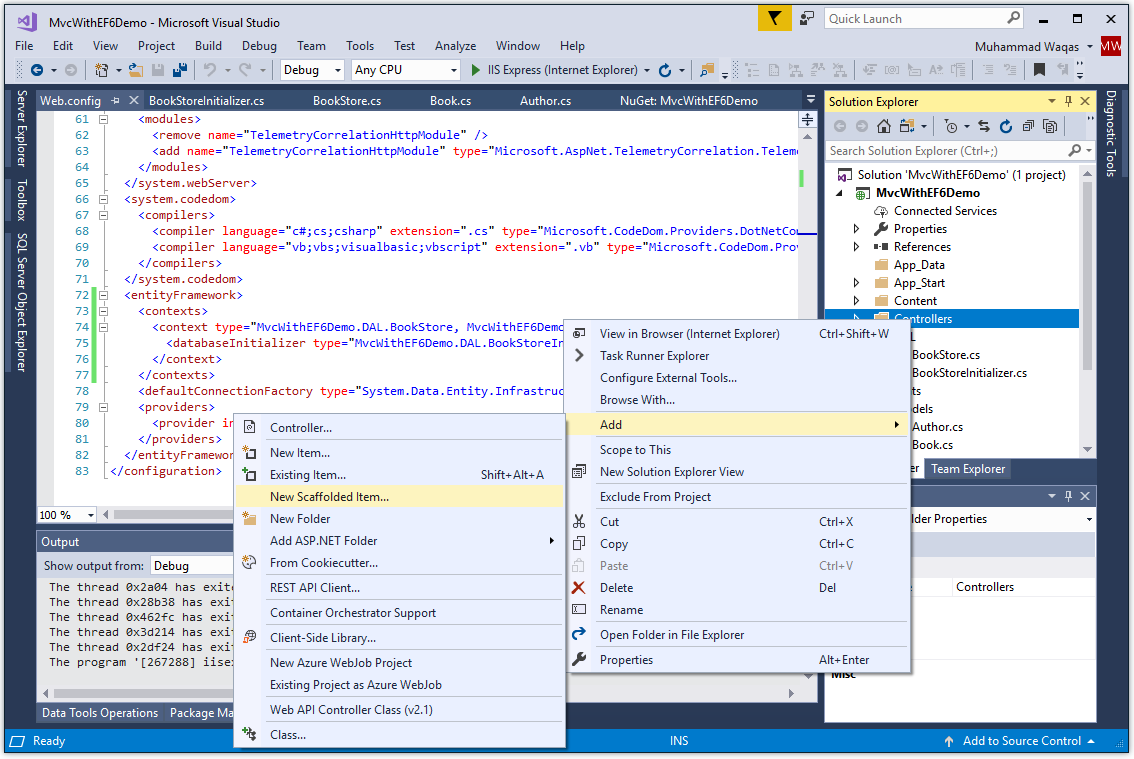 MvcWithEF6Demo - Microsoft Visual Studio
Quick Launch
File Edit View Project Build Debug Team Tools Test Analyze Window Help
Muhammad Waqas MW
Debug Any CPU IIS Express (Internet Explorer)
Server Explorer
Toolbox
SQL Server Object Explorer
Web.config BookStoreInitializer.cs BookStore.cs Book.cs Author.cs NuGet: MvcWithEF6Demo
61 <modules>
62 <remove name="TelemetryCorrelationHttpModule" />
63 <add name="TelemetryCorrelationHttpModule" type="Microsoft.AspNet.TelemetryCorrelation.Teleme
64 </modules>
65 </system.webServer>
66 <system.codedom>
67 <compilers>
68 <compiler language="c#;cs;csharp" extension=".cs" type="Microsoft.CodeDom.Providers.DotNetCo
69 <compiler language="vb;vbs;visualbasic;vbscript" extension=".vb" type="Microsoft.CodeDom.Pro
70 </compilers>
71 </system.codedom>
72 <entityFramework>
73 <contexts>
74 <context type="MvcWithEF6Demo.DAL.BookStore, MvcWithEF6Demo
75 <databaseInitializer type="MvcWithEF6Demo.DAL.BookStoreIn
76 </context>
77 </contexts>
78 <defaultConnectionFactory type="System.Data.Entity.Infrastruc
79 <providers>
80 <provider in
81 </providers>
82 </entityFramewor
83 </configuration>
100 %
Output
Show output from: Debug
The thread 0x2a04 has exit
The thread 0x28b38 has exi
The thread 0x462fc has exi
The thread 0x3d214 has exi
The thread 0x2df24 has exi
The program '[267288] iise
Data Tools Operations Package Ma
Controller...
New Item...
Existing Item... Shift+Alt+A
New Scaffolded Item...
New Folder
Add ASP.NET Folder
From Cookiecutter...
REST API Client...
Container Orchestrator Support
Client-Side Library...
New Azure WebJob Project
Existing Project as Azure WebJob
Web API Controller Class (v2.1)
Class...
View in Browser (Internet Explorer) Ctrl+Shift+W
Task Runner Explorer
Configure External Tools...
Browse With...
Add
Scope to This
New Solution Explorer View
Exclude From Project
Cut Ctrl+X
Copy Ctrl+C
Paste Ctrl+V
Delete Del
Rename
Open Folder in File Explorer
Properties Alt+Enter
Solution Explorer
Search Solution Explorer (Ctrl+;)
Solution 'MvcWithEF6Demo' (1 project)
MvcWithEF6Demo
Connected Services
Properties
References
App_Data
App_Start
Content
Controllers
L
BookStore.cs
BookStoreInitializer.cs
ts
dels
Author.cs
Book.cs
er Team Explorer
lder Properties
e Controllers
Misc
Diagnostic Tools
Ready INS Add to Source Control